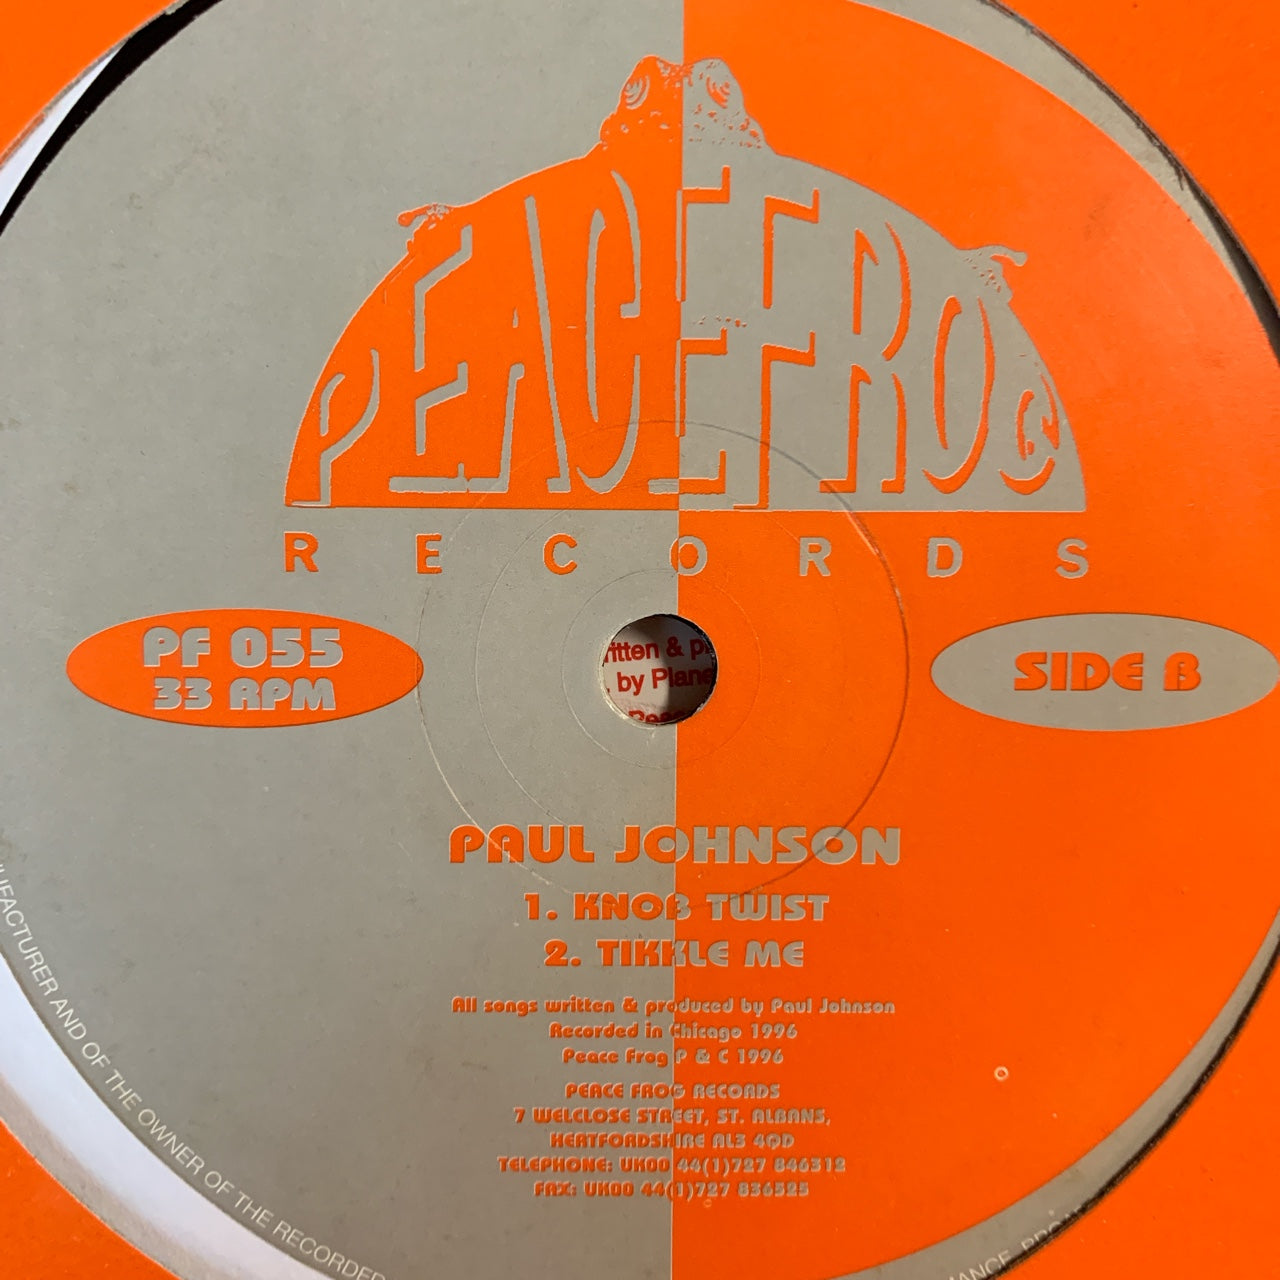 PEACEFROG
RECORDS
PF 055
33 RPM
SIDE B
ritten & p
by Plane
PAUL JOHNSON
1. KNOB TWIST
2. TIKKLE ME
All songs written & produced by Paul Johnson
Recorded in Chicago 1996
Peace Frog P & C 1996
PEACE FROG RECORDS
7 WELCLOSE STREET, ST. ALBANS,
HERTFORDSHIRE AL3 4QD
TELEPHONE: UK00 44(1)727 846312
FAX: UK00 44(1)727 836525
UFACTURER AND OF THE OWNER OF THE RECORDED